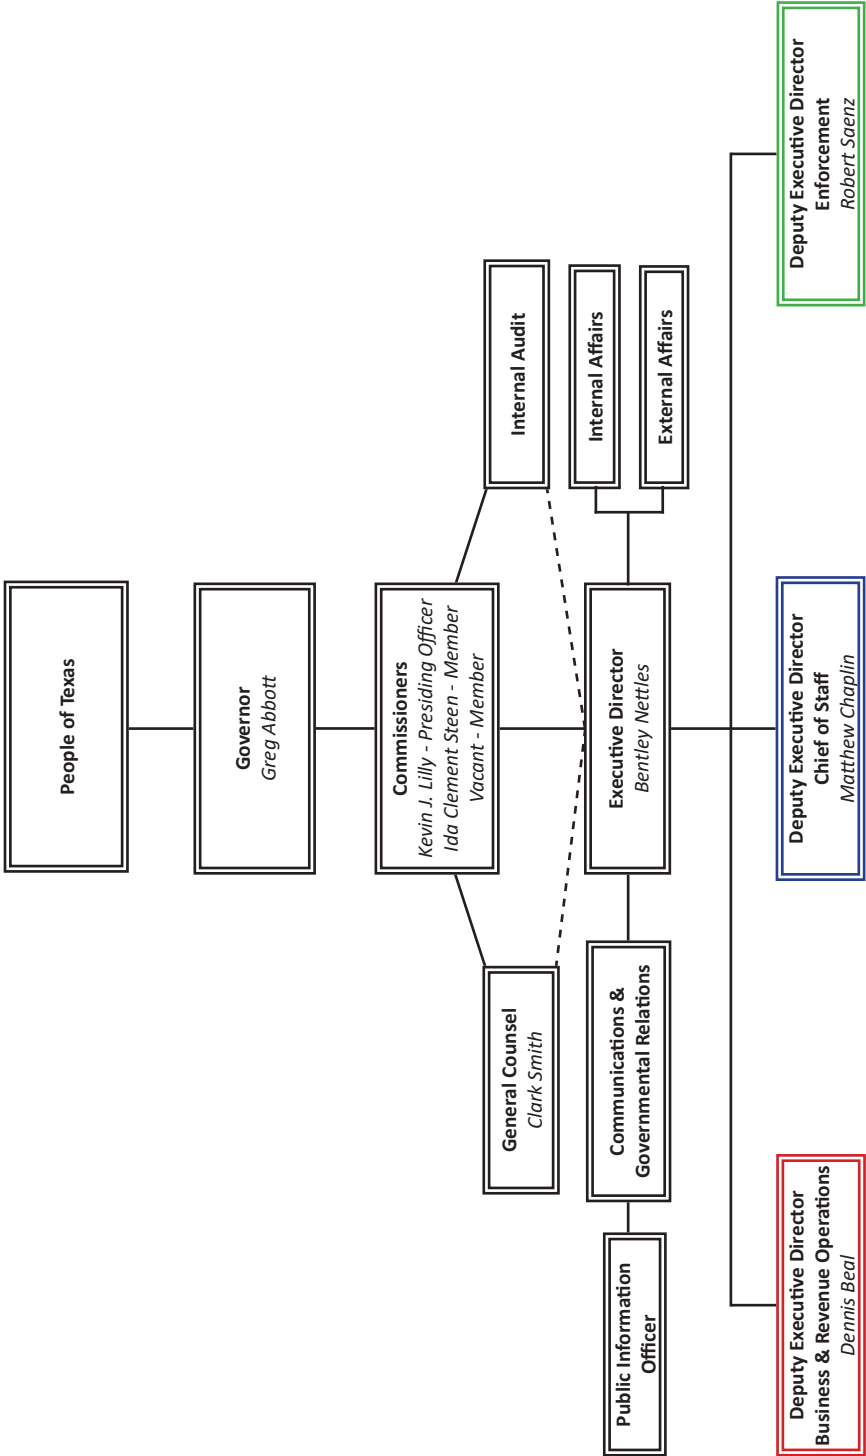 People of Texas
Governor
Greg Abbott
Commissioners
Kevin J. Lilly - Presiding Officer
Ida Clement Steen - Member
Vacant - Member
General Counsel
Clark Smith
Internal Audit
Public Information
Officer
Communications &
Governmental Relations
Executive Director
Bentley Nettles
Internal Affairs
External Affairs
Deputy Executive Director
Business & Revenue Operations
Dennis Beal
Deputy Executive Director
Chief of Staff
Matthew Chaplin
Deputy Executive Director
Enforcement
Robert Saenz